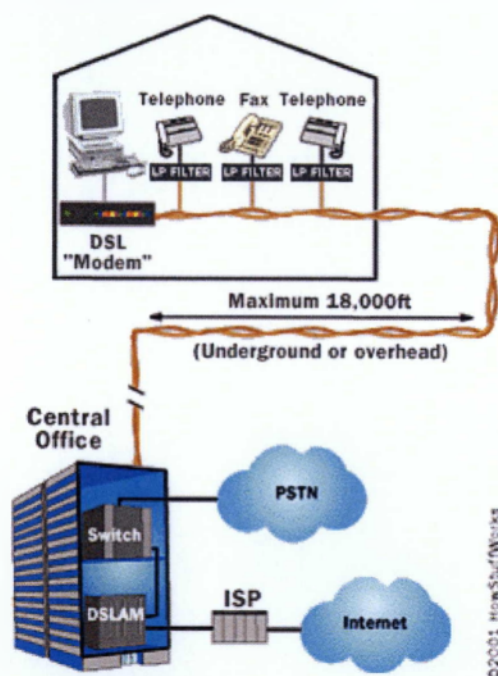 Telephone Fax Telephone
LP FILTER LP FILTER LP FILTER
DSL
"Modem"
Maximum 18,000ft
(Underground or overhead)
Central
Office
Switch
PSTN
DSLAM
ISP
Internet
©2001 HowStuffWorks